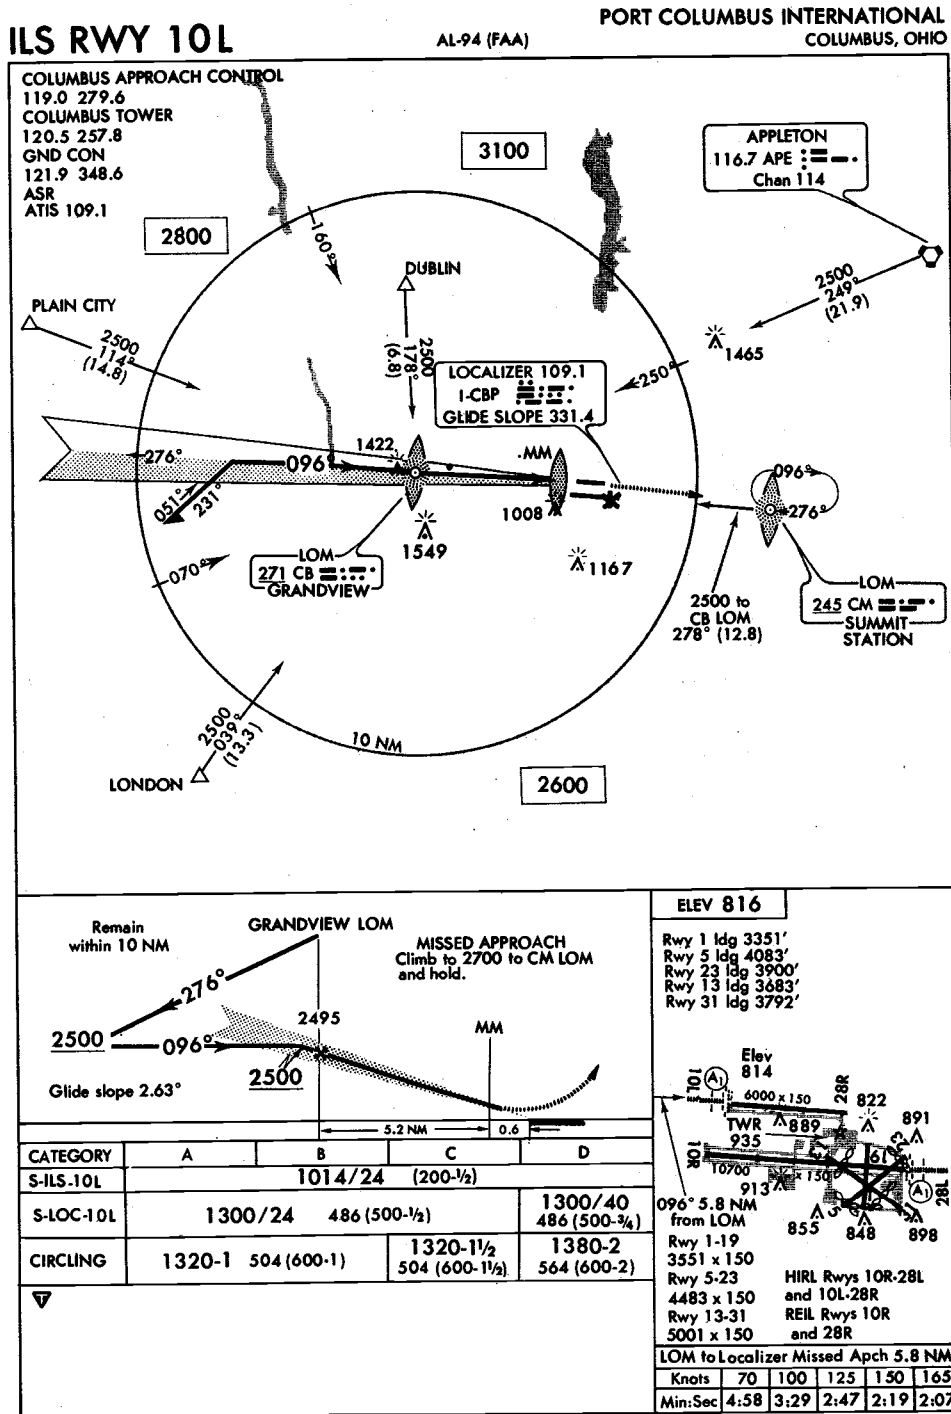 ILS RWY 10L
AL-94 (FAA)
PORT COLUMBUS INTERNATIONAL
COLUMBUS, OHIO
COLUMBUS APPROACH CONTROL
119.0 279.6
COLUMBUS TOWER
120.5 257.8
GND CON
121.9 348.6
ASR
ATIS 109.1
3100
APPLETON
116.7 APE
Chan 114
2800
160°
DUBLIN
2500
249°
(21.9)
PLAIN CITY
2500
114°
(14.8)
2500
178°
(6.8)
1465
LOCALIZER 109.1
I-CBP
GLIDE SLOPE 331.4
250°
1422
MM
276°
096°
096°
276°
051°
231°
1008
1549
1167
070°
LOM
271 CB
GRANDVIEW
2500 to
CB LOM
278° (12.8)
LOM
245 CM
SUMMIT
STATION
2500
039°
(13.3)
LONDON
10 NM
2600
Remain
within 10 NM
GRANDVIEW LOM
MISSED APPROACH
Climb to 2700 to CM LOM
and hold.
276°
2495
MM
2500
096°
2500
Glide slope 2.63°
5.2 NM
0.6
CATEGORY A B C D
S-ILS-10L 1014/24 (200-½)
S-LOC-10L 1300/24 486 (500-½) 1300/40 486 (500-¾)
CIRCLING 1320-1 504 (600-1) 1320-1½ 504 (600-1½) 1380-2 564 (600-2)
T
ELEV 816
Rwy 1 ldg 3351'
Rwy 5 ldg 4083'
Rwy 23 ldg 3900'
Rwy 13 ldg 3683'
Rwy 31 ldg 3792'
Elev
814
10L
A1
28R
6000 x 150
822
TWR
935
889
891
10R
13
23
19
10700 x 150
913
A1
28L
5
1
855
848
898
096° 5.8 NM
from LOM
Rwy 1-19
3551 x 150
Rwy 5-23
4483 x 150
Rwy 13-31
5001 x 150
HIRL Rwys 10R-28L
and 10L-28R
REIL Rwys 10R
and 28R
LOM to Localizer Missed Apch 5.8 NM
Knots 70 100 125 150 165
Min:Sec 4:58 3:29 2:47 2:19 2:07